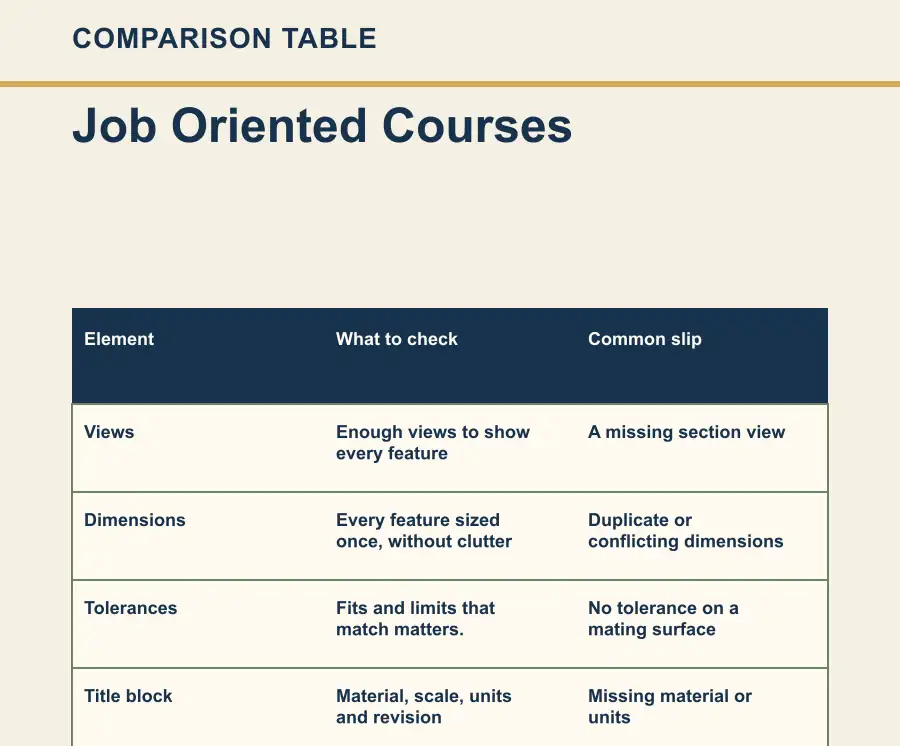 COMPARISON TABLE
Job Oriented Courses
Element
What to check
Common slip
Views
Enough views to show
every feature
A missing section view
Dimensions
Every feature sized
once, without clutter
Duplicate or
conflicting dimensions
Tolerances
Fits and limits that
match matters.
No tolerance on a
mating surface
Title block
Material, scale, units
and revision
Missing material or
units